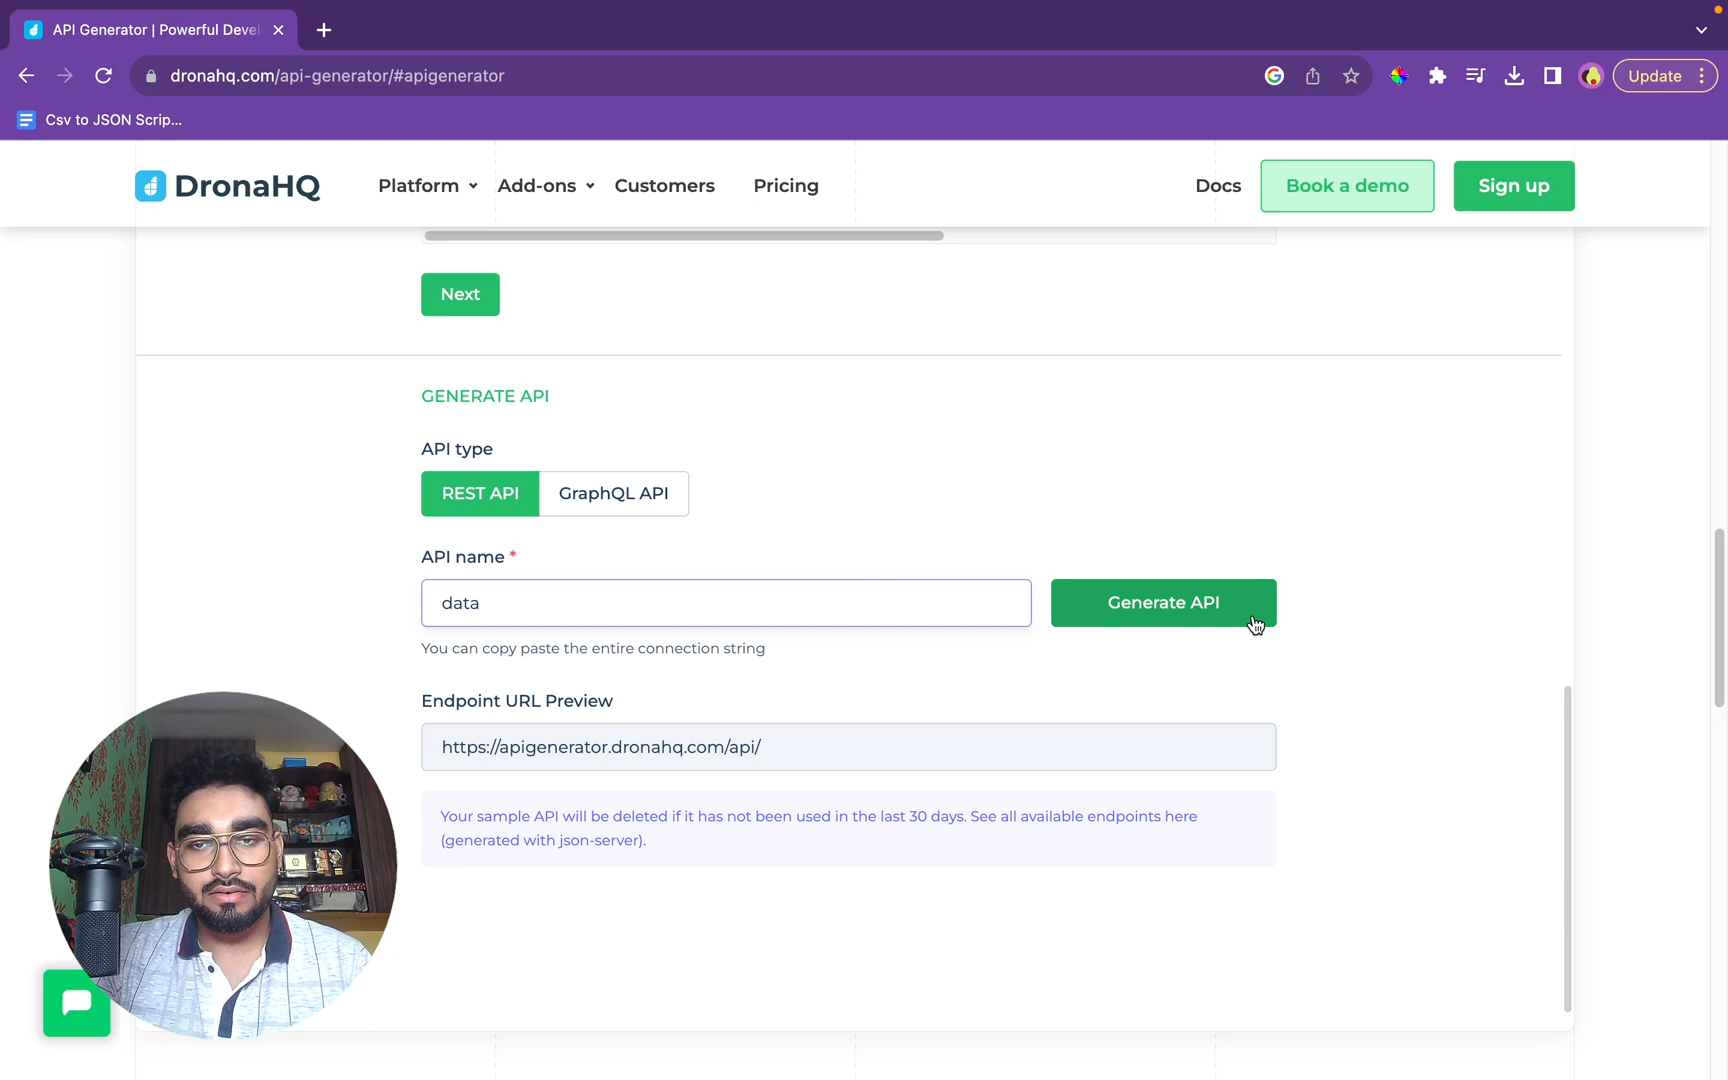 API Generator | Powerful Devel
dronahq.com/api-generator/#apigenerator
Update
Csv to JSON Scrip...
DronaHQ
Platform
Add-ons
Customers
Pricing
Docs
Book a demo
Sign up
Next
GENERATE API
API type
REST API
GraphQL API
API name *
data
Generate API
You can copy paste the entire connection string
Endpoint URL Preview
https://apigenerator.dronahq.com/api/
Your sample API will be deleted if it has not been used in the last 30 days. See all available endpoints here
(generated with json-server).